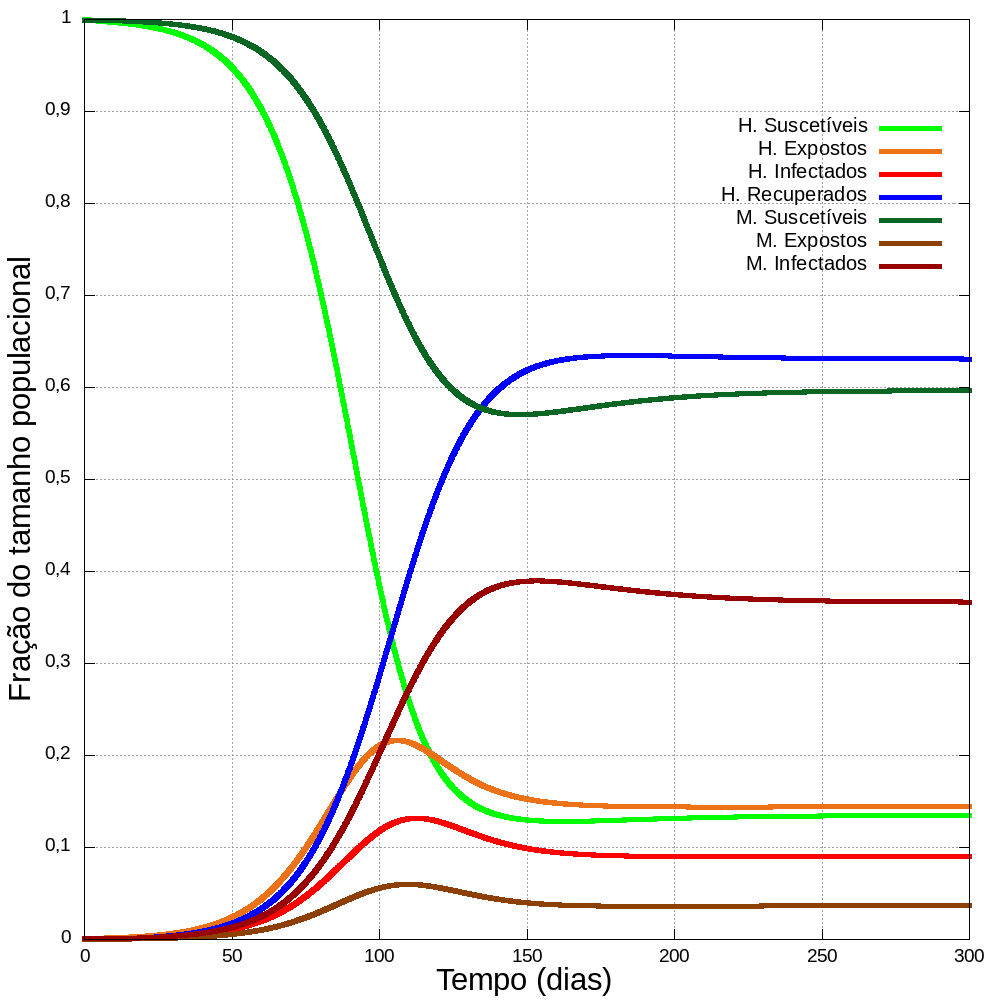 1
0,9
0,8
0,7
0,6
0,5
0,4
0,3
0,2
0,1
0
Fração do tamanho populacional
H. Suscetíveis
H. Expostos
H. Infectados
H. Recuperados
M. Suscetíveis
M. Expostos
M. Infectados
0 50 100 150 200 250 300
Tempo (dias)